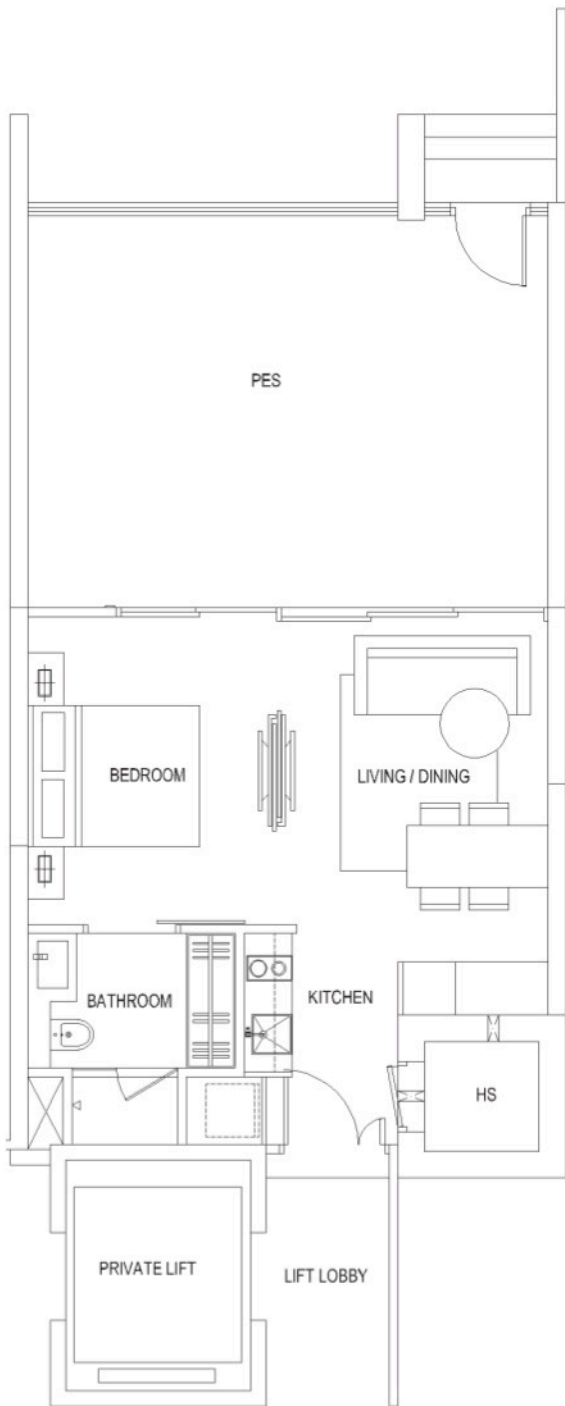 PES
BEDROOM
LIVING / DINING
BATHROOM
KITCHEN
HS
PRIVATE LIFT
LIFT LOBBY